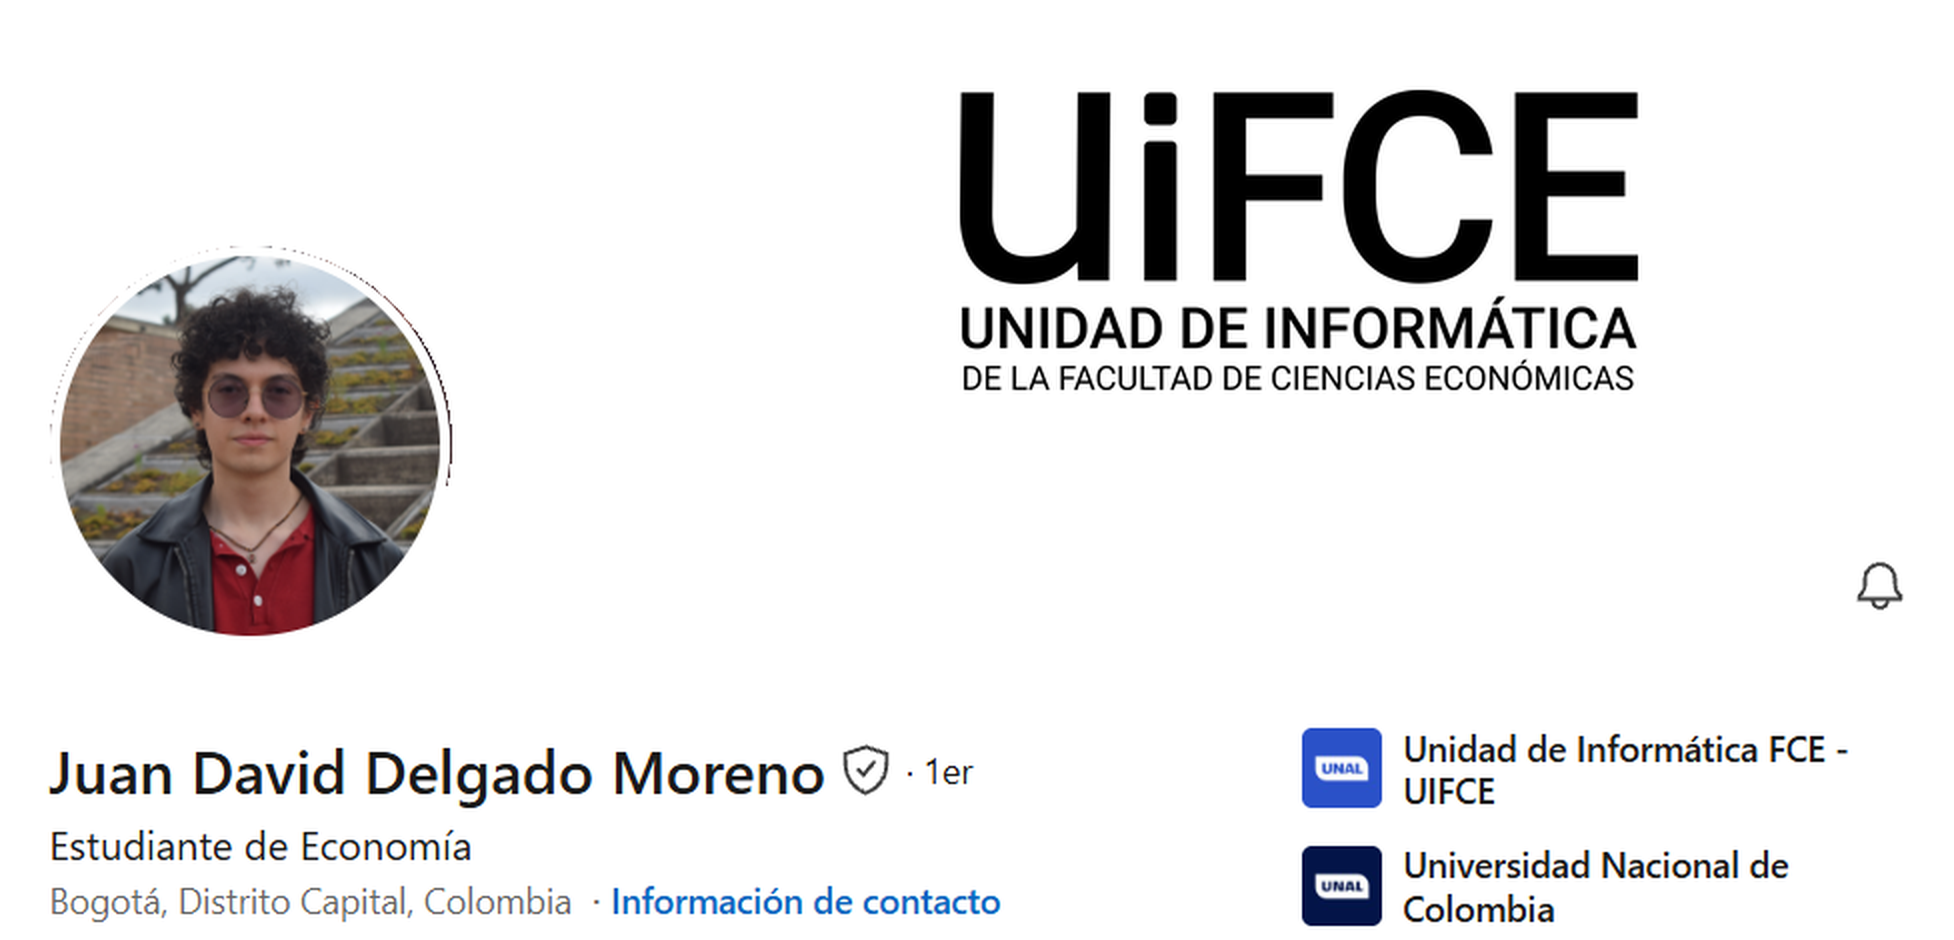 UiFCE
UNIDAD DE INFORMÁTICA
DE LA FACULTAD DE CIENCIAS ECONÓMICAS
Juan David Delgado Moreno · 1er
Estudiante de Economía
Bogotá, Distrito Capital, Colombia · Información de contacto
UNAL
Unidad de Informática FCE -
UIFCE
UNAL
Universidad Nacional de
Colombia